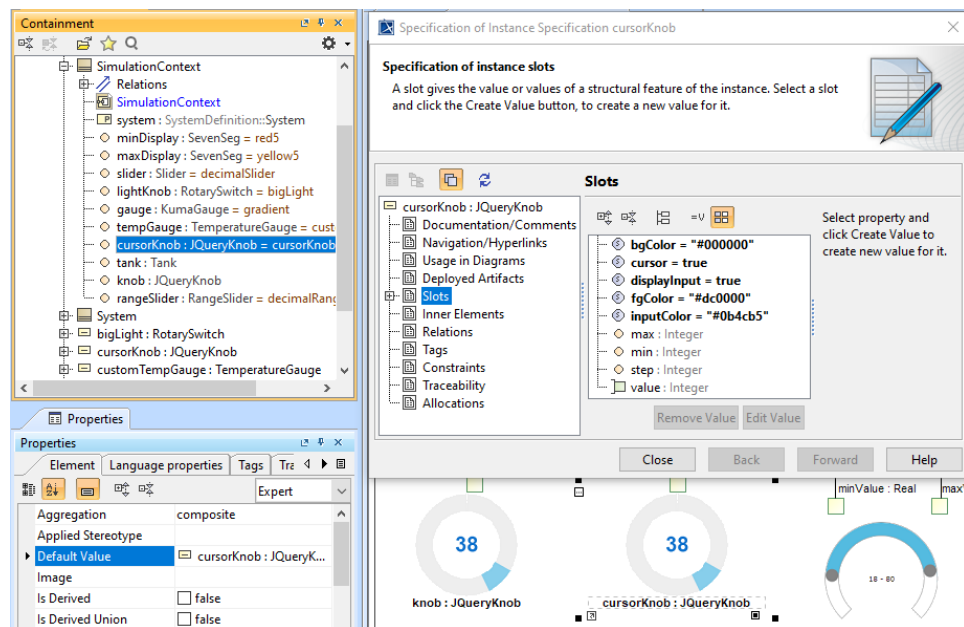 Containment
SimulationContext
Relations
SimulationContext
system : SystemDefinition::System
minDisplay : SevenSeg = red5
maxDisplay : SevenSeg = yellow5
slider : Slider = decimalSlider
lightKnob : RotarySwitch = bigLight
gauge : KumaGauge = gradient
tempGauge : TemperatureGauge = cust
cursorKnob : JQueryKnob = cursorKnob
tank : Tank
knob : JQueryKnob
rangeSlider : RangeSlider = decimalRang
System
bigLight : RotarySwitch
cursorKnob : JQueryKnob
customTempGauge : TemperatureGauge
Properties
Properties
Element
Language properties
Tags
Tra
Expert
Aggregation composite
Applied Stereotype
Default Value cursorKnob : JQueryK...
Image
Is Derived false
Is Derived Union false
Specification of Instance Specification cursorKnob
Specification of instance slots
A slot gives the value or values of a structural feature of the instance. Select a slot
and click the Create Value button, to create a new value for it.
cursorKnob : JQueryKnob
Documentation/Comments
Navigation/Hyperlinks
Usage in Diagrams
Deployed Artifacts
Slots
Inner Elements
Relations
Tags
Constraints
Traceability
Allocations
Slots
=V
bgColor = "#000000"
cursor = true
displayInput = true
fgColor = "#dc0000"
inputColor = "#0b4cb5"
max : Integer
min : Integer
step : Integer
value : Integer
Select property and
click Create Value to
create new value for it.
Remove Value
Edit Value
Close
Back
Forward
Help
38
knob : JQueryKnob
38
cursorKnob : JQueryKnob
minValue : Real
max
18 - 80